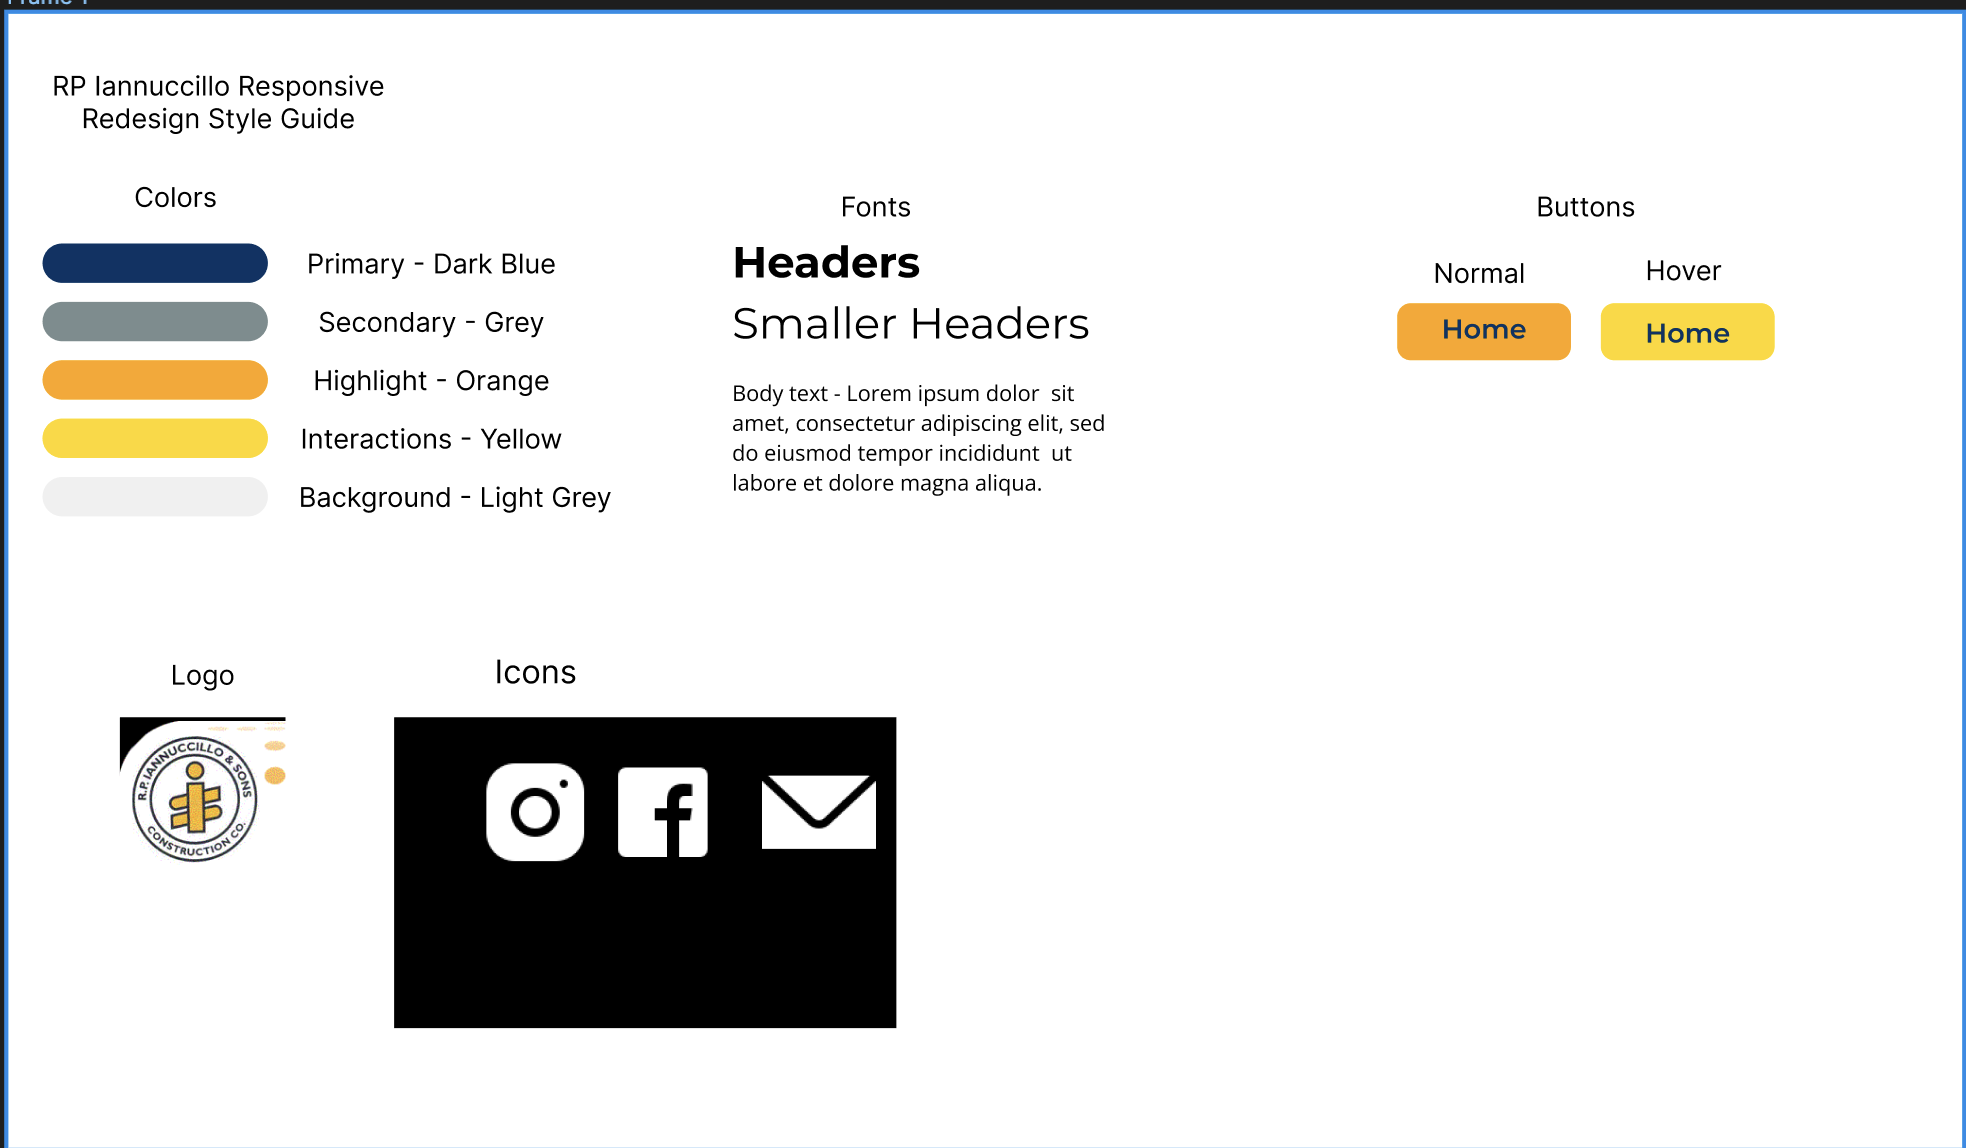 RP Iannuccillo Responsive
Redesign Style Guide
Colors
Primary - Dark Blue
Secondary - Grey
Highlight - Orange
Interactions - Yellow
Background - Light Grey
Fonts
Headers
Smaller Headers
Body text - Lorem ipsum dolor  sit
amet, consectetur adipiscing elit, sed
do eiusmod tempor incididunt  ut
labore et dolore magna aliqua.
Buttons
Normal
Hover
Home
Home
Logo
R.P. IANNUCCILLO & SONS
CONSTRUCTION CO.
Icons